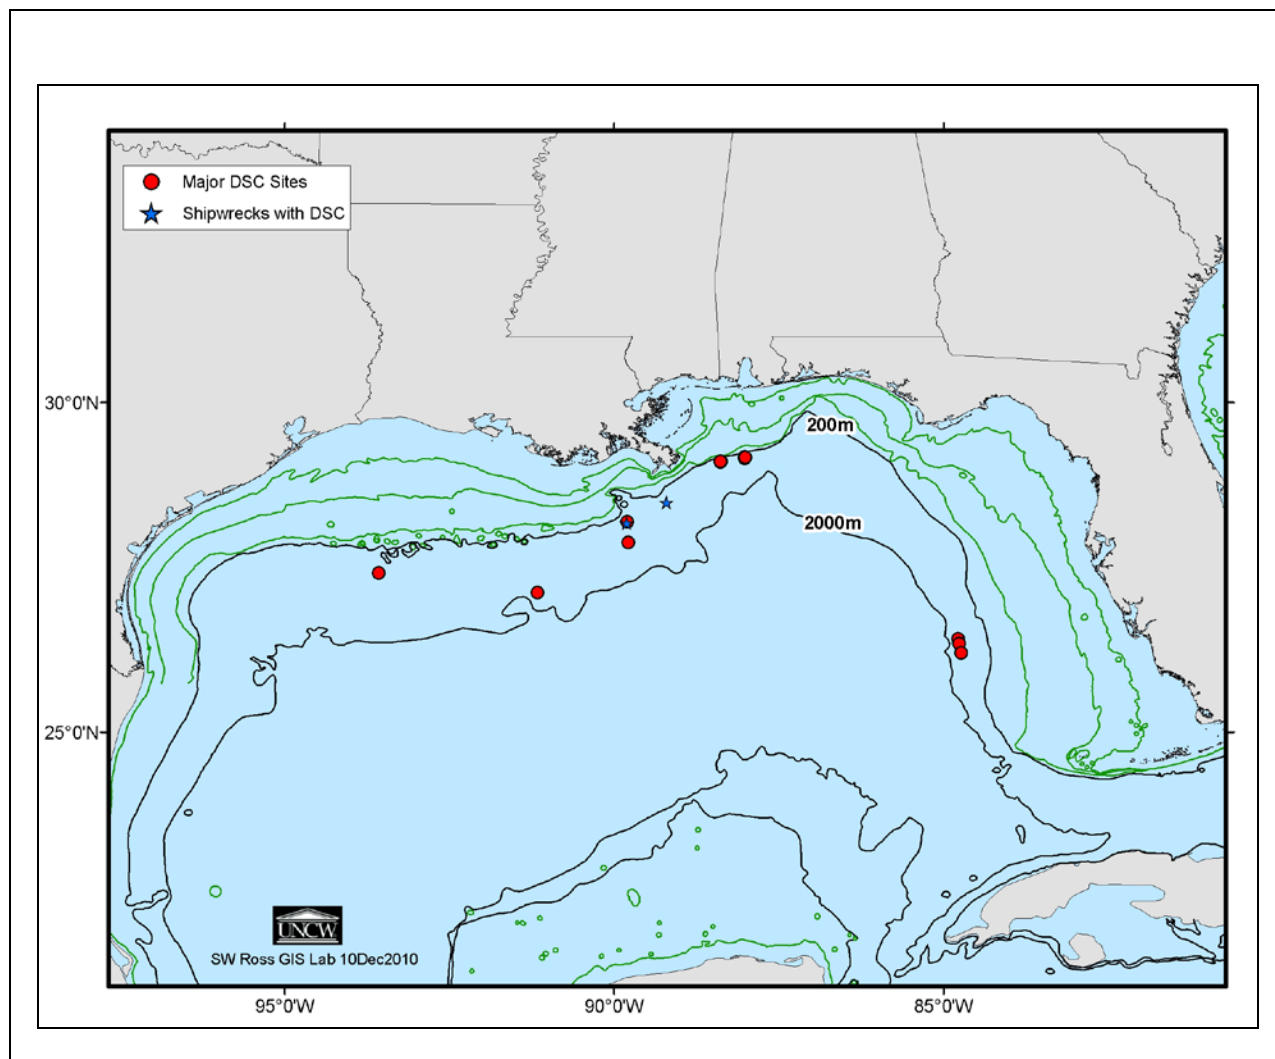 Major DSC Sites
Shipwrecks with DSC
30°0'N
200m
2000m
25°0'N
UNCW
SW Ross GIS Lab 10Dec2010
95°0'W
90°0'W
85°0'W